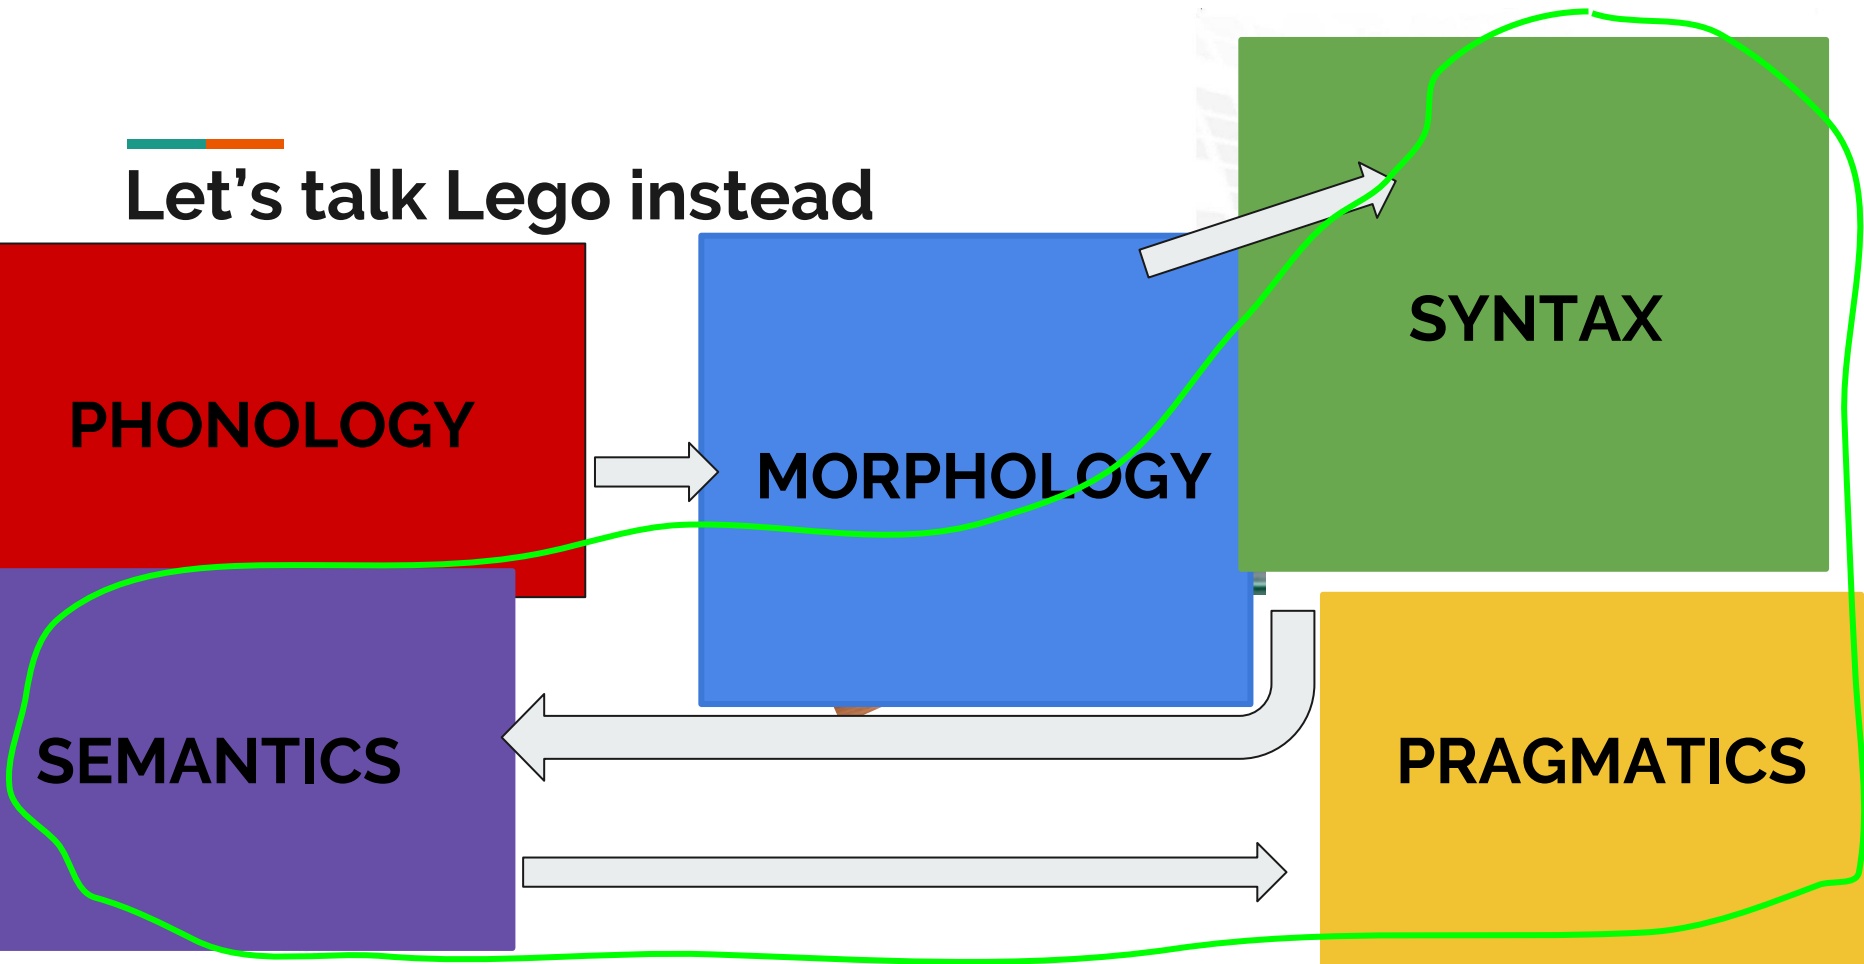 Let’s talk Lego instead
PHONOLOGY
MORPHOLOGY
SYNTAX
SEMANTICS
PRAGMATICS